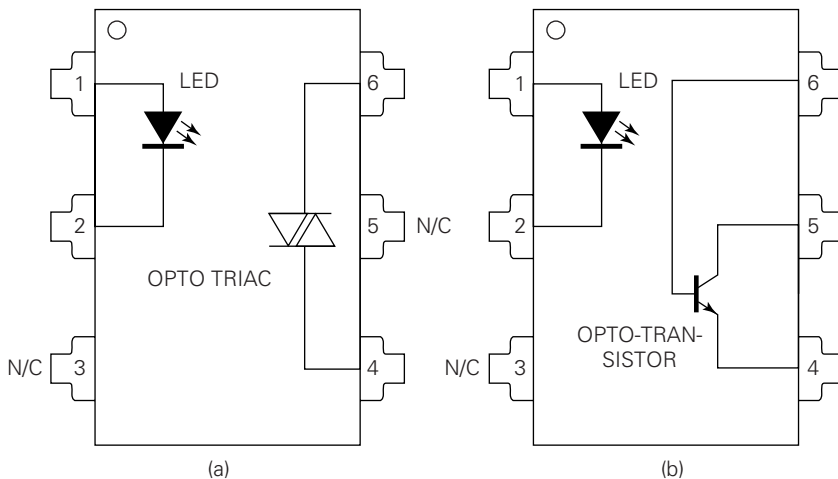 1
LED
6
2
5
N/C
OPTO TRIAC
N/C
3
4
(a)
1
LED
6
2
5
OPTO-TRAN-
SISTOR
N/C
3
4
(b)